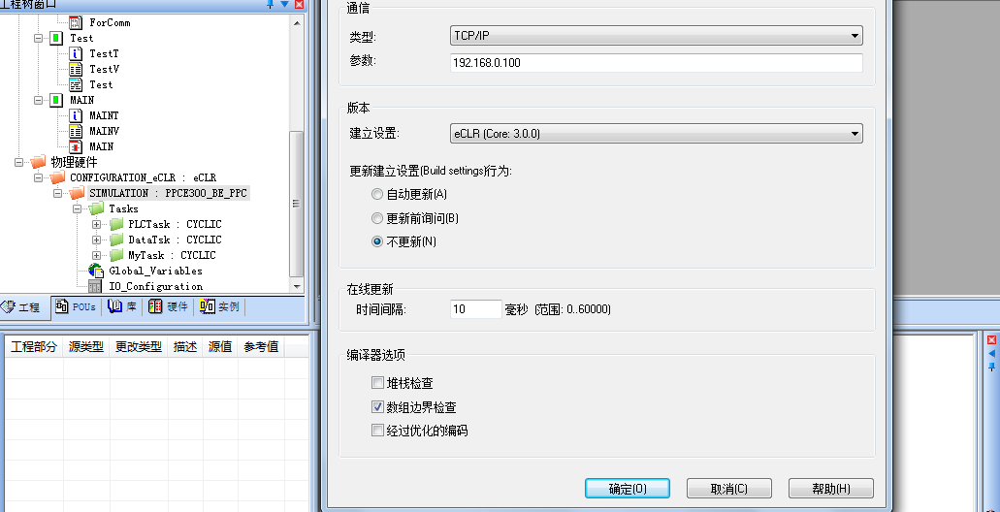 工程树窗口
ForComm
Test
TestT
TestV
Test
MAIN
MAINT
MAINV
MAIN
物理硬件
CONFIGURATION_eCLR : eCLR
SIMULATION : PPCE300_BE_PPC
Tasks
PLCTask : CYCLIC
DataTsk : CYCLIC
MyTask : CYCLIC
Global_Variables
IO_Configuration
工程 POUs 库 硬件 实例
工程部分 源类型 更改类型 描述 源值 参考值
通信
类型: TCP/IP
参数: 192.168.0.100
版本
建立设置: eCLR (Core: 3.0.0)
更新建立设置(Build settings)行为:
自动更新(A)
更新前询问(B)
不更新(N)
在线更新
时间间隔: 10 毫秒 (范围: 0..60000)
编译器选项
堆栈检查
数组边界检查
经过优化的编码
确定(O) 取消(C) 帮助(H)